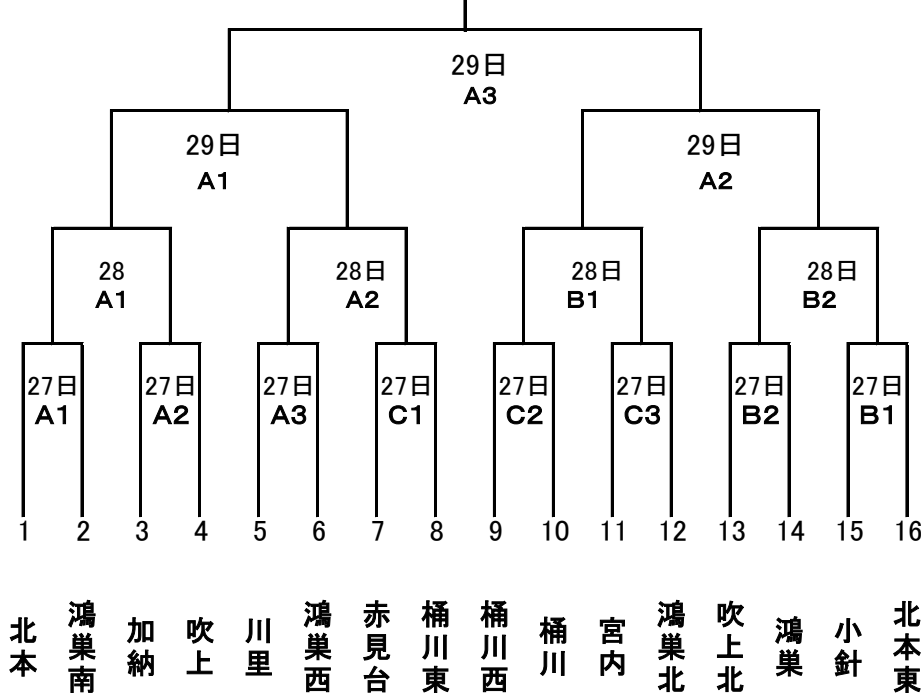 29日
A3
29日
A1
29日
A2
28
A1
28日
A2
28日
B1
28日
B2
27日
A1
27日
A2
27日
A3
27日
C1
27日
C2
27日
C3
27日
B2
27日
B1
1 2 3 4 5 6 7 8 9 10 11 12 13 14 15 16
北本
鴻巣南
加納
吹上
川里
鴻巣西
赤見台
桶川東
桶川西
桶川
宮内
鴻巣北
吹上北
鴻巣
小針
北本東